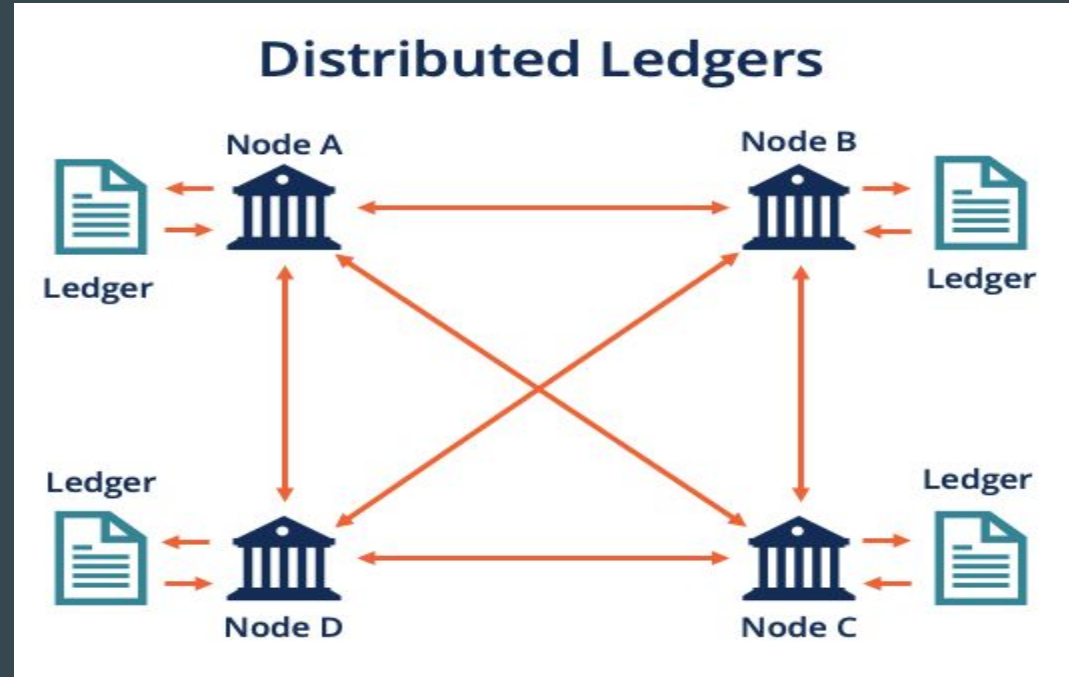 Distributed Ledgers
Node A
Node B
Ledger
Ledger
Ledger
Ledger
Node D
Node C